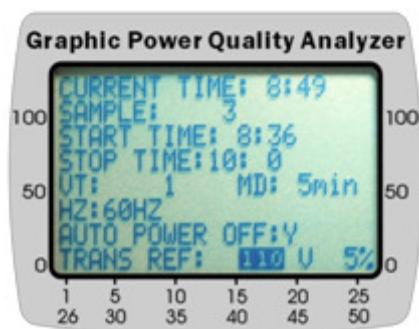 Graphic Power Quality Analyzer
CURRENT TIME: 8:49
SAMPLE: 3
START TIME: 8:36
STOP TIME:10: 0
VT: 1 MD: 5min
HZ:60HZ
AUTO POWER OFF:Y
TRANS REF: 110 V 5%
100 100
50 50
0 0
1 5 10 15 20 25
26 30 35 40 45 50